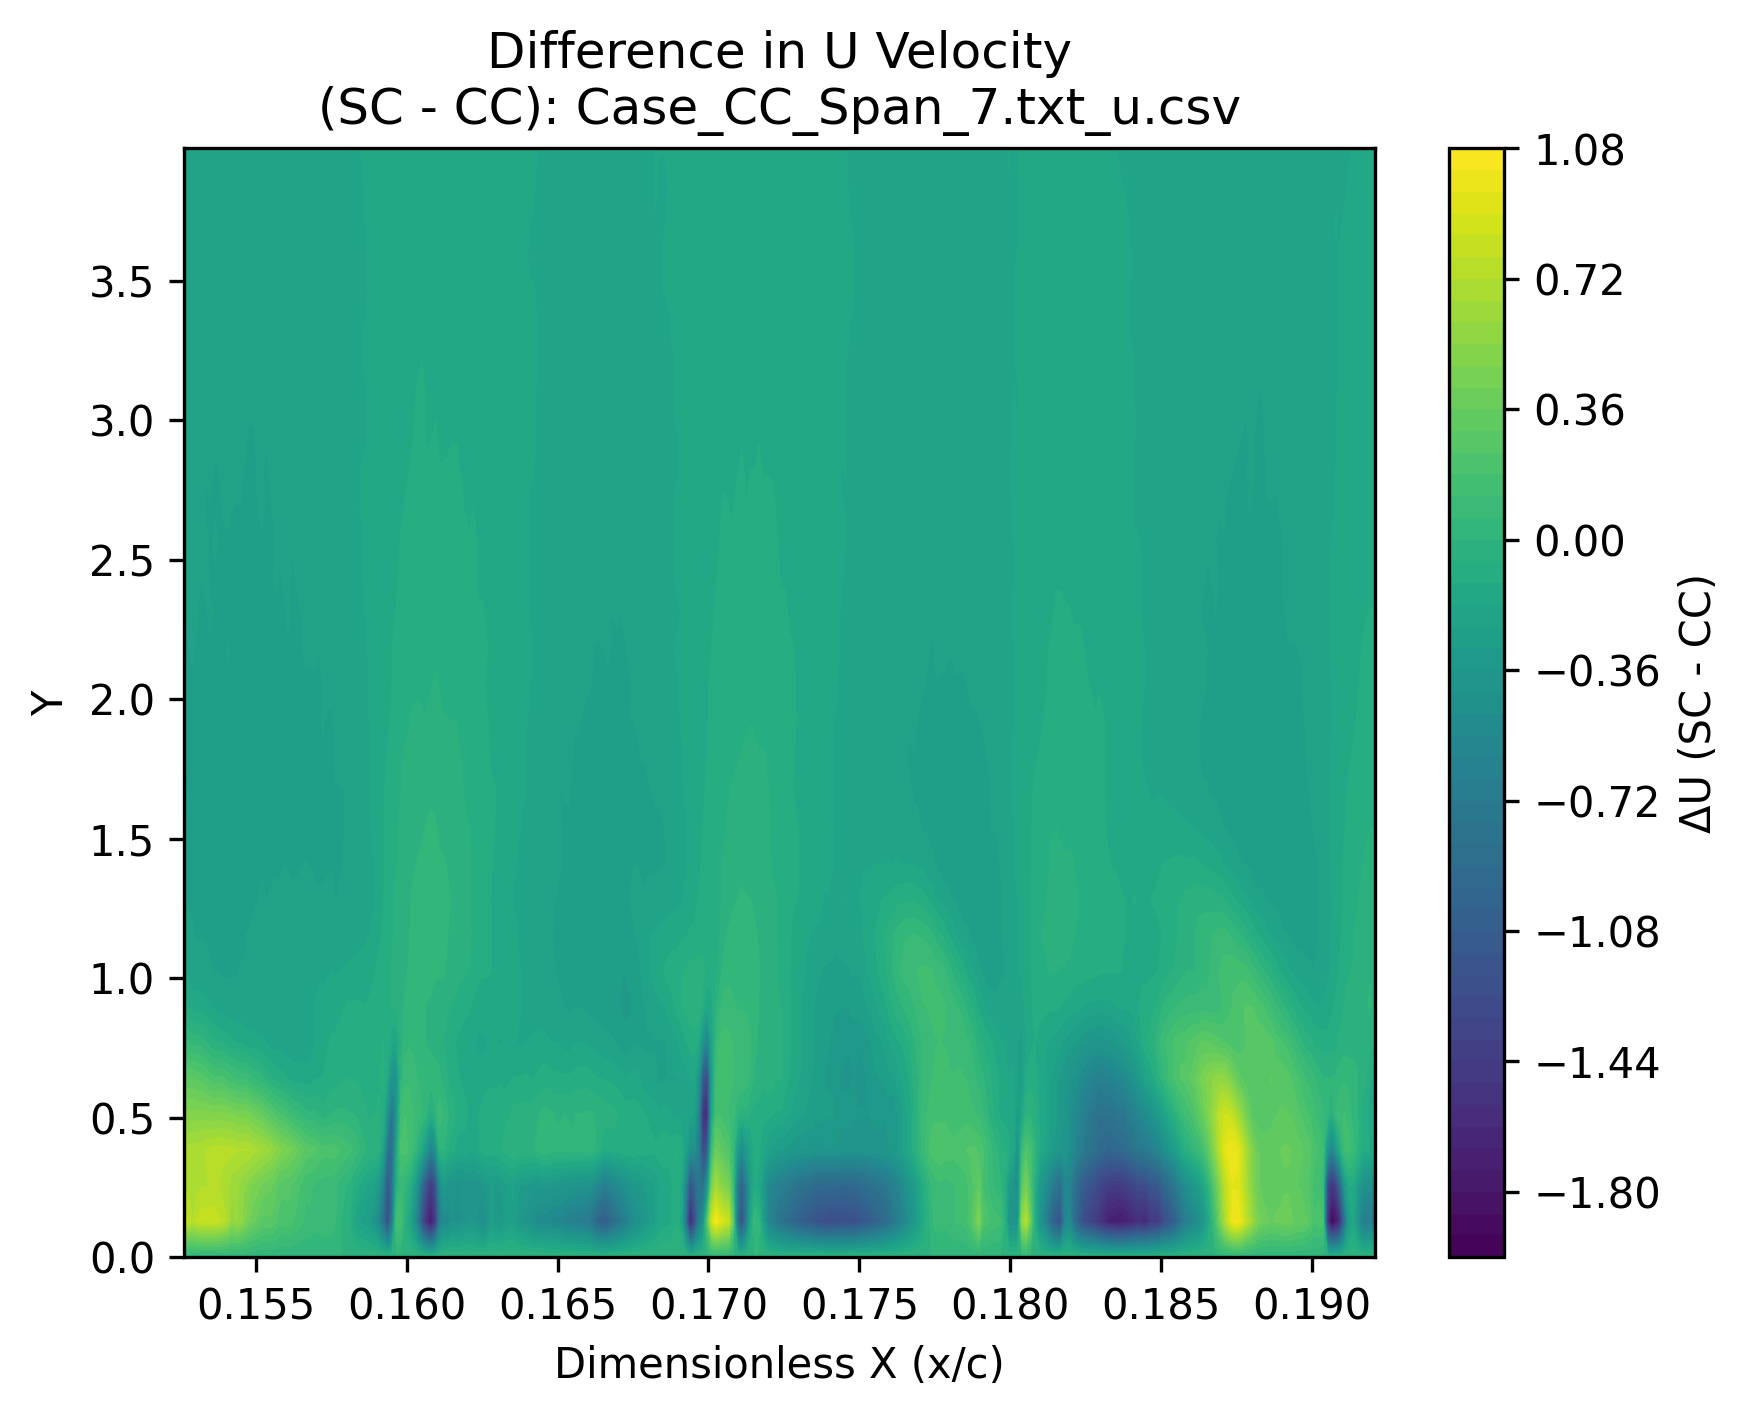 Difference in U Velocity
(SC - CC): Case_CC_Span_7.txt_u.csv
3.5
3.0
2.5
2.0
1.5
1.0
0.5
0.0
Y
0.155 0.160 0.165 0.170 0.175 0.180 0.185 0.190
Dimensionless X (x/c)
1.08
0.72
0.36
0.00
−0.36
−0.72
−1.08
−1.44
−1.80
ΔU (SC - CC)